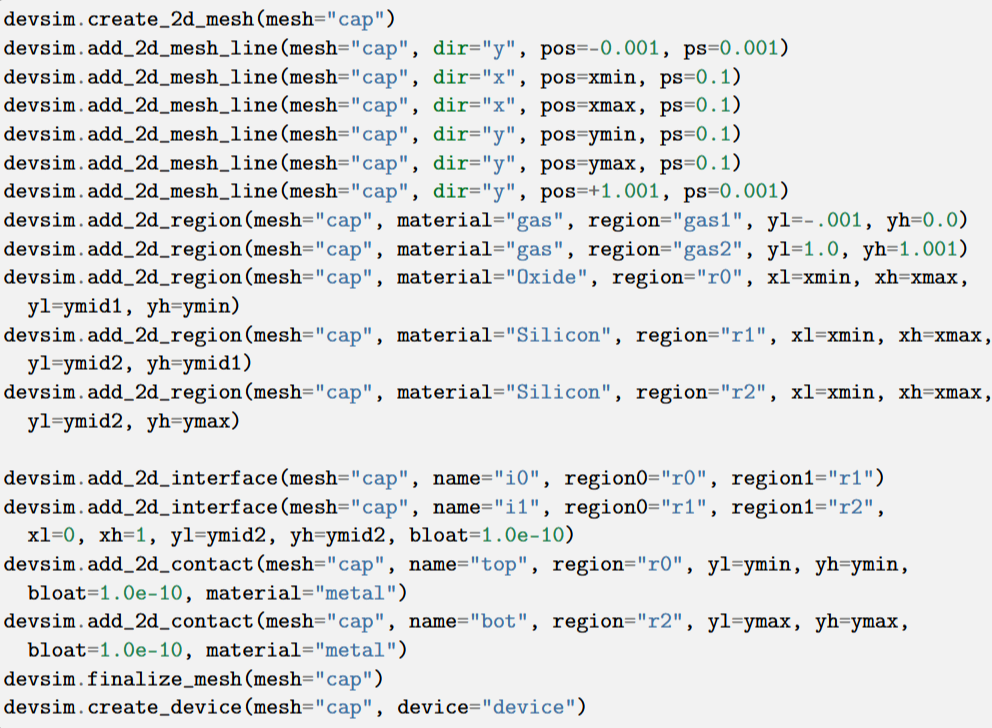 devsim.create_2d_mesh(mesh="cap")
devsim.add_2d_mesh_line(mesh="cap", dir="y", pos=-0.001, ps=0.001)
devsim.add_2d_mesh_line(mesh="cap", dir="x", pos=xmin, ps=0.1)
devsim.add_2d_mesh_line(mesh="cap", dir="x", pos=xmax, ps=0.1)
devsim.add_2d_mesh_line(mesh="cap", dir="y", pos=ymin, ps=0.1)
devsim.add_2d_mesh_line(mesh="cap", dir="y", pos=ymax, ps=0.1)
devsim.add_2d_mesh_line(mesh="cap", dir="y", pos=+1.001, ps=0.001)
devsim.add_2d_region(mesh="cap", material="gas", region="gas1", yl=-.001, yh=0.0)
devsim.add_2d_region(mesh="cap", material="gas", region="gas2", yl=1.0, yh=1.001)
devsim.add_2d_region(mesh="cap", material="Oxide", region="r0", xl=xmin, xh=xmax,
  yl=ymid1, yh=ymin)
devsim.add_2d_region(mesh="cap", material="Silicon", region="r1", xl=xmin, xh=xmax,
  yl=ymid2, yh=ymid1)
devsim.add_2d_region(mesh="cap", material="Silicon", region="r2", xl=xmin, xh=xmax,
  yl=ymid2, yh=ymax)

devsim.add_2d_interface(mesh="cap", name="i0", region0="r0", region1="r1")
devsim.add_2d_interface(mesh="cap", name="i1", region0="r1", region1="r2",
  xl=0, xh=1, yl=ymid2, yh=ymid2, bloat=1.0e-10)
devsim.add_2d_contact(mesh="cap", name="top", region="r0", yl=ymin, yh=ymin,
  bloat=1.0e-10, material="metal")
devsim.add_2d_contact(mesh="cap", name="bot", region="r2", yl=ymax, yh=ymax,
  bloat=1.0e-10, material="metal")
devsim.finalize_mesh(mesh="cap")
devsim.create_device(mesh="cap", device="device")